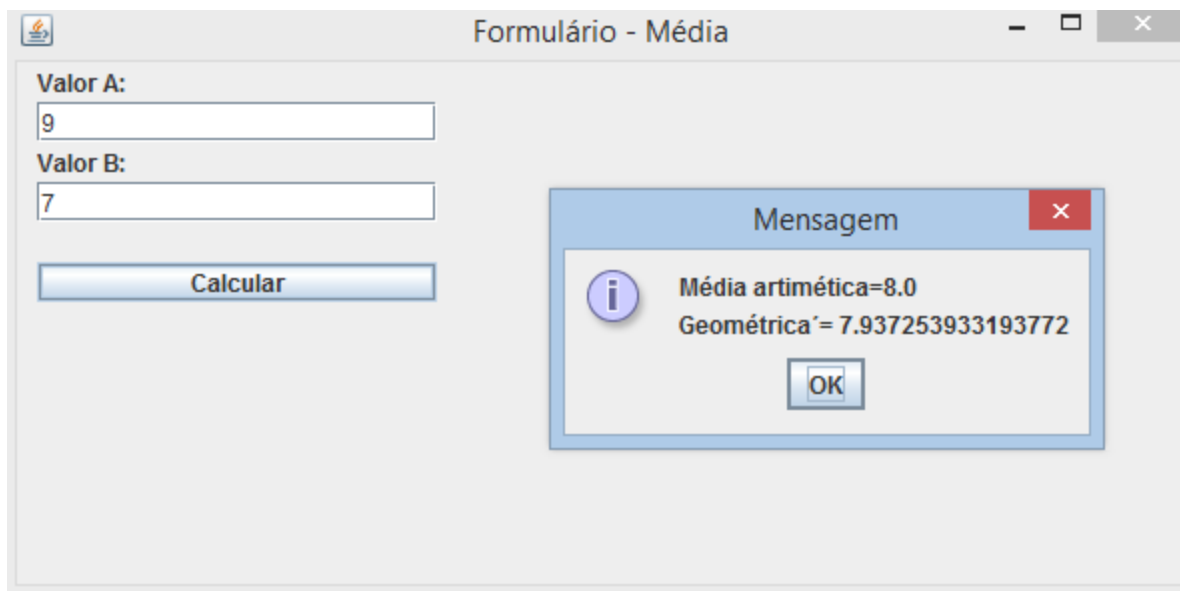 Formulário - Média
Valor A:
9
Valor B:
7
Calcular
Mensagem
Média artimética=8.0
Geométrica´= 7.937253933193772
OK